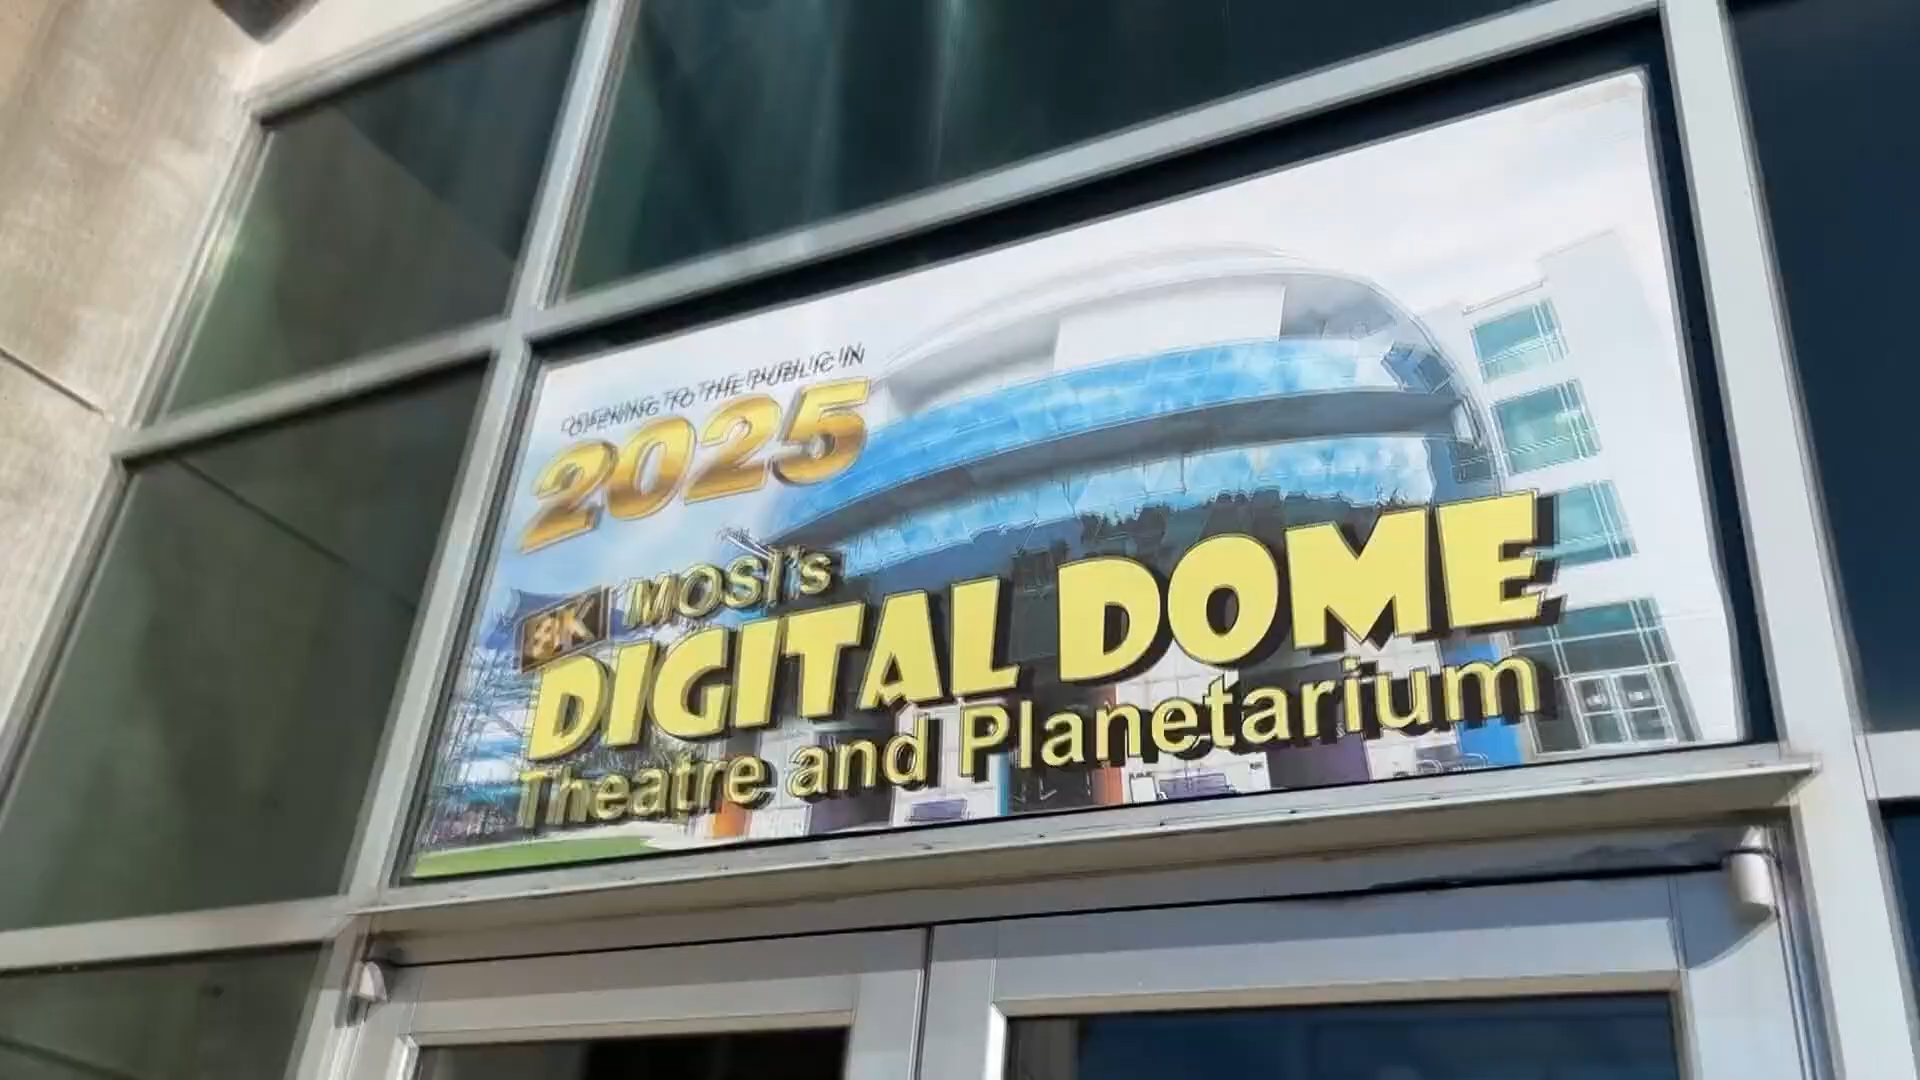 OPENING TO THE PUBLIC IN
2025
8K MOSI's
DIGITAL DOME
Theatre and Planetarium